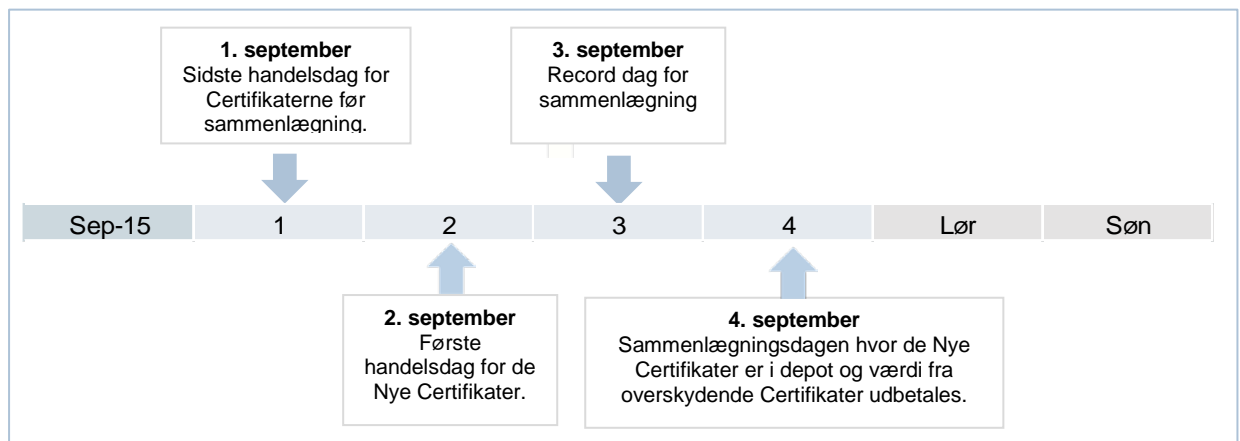 1. september
Sidste handelsdag for
Certifikaterne før
sammenlægning.
3. september
Record dag for
sammenlægning
Sep-15 1 2 3 4 Lør Søn
2. september
Første
handelsdag for de
Nye Certifikater.
4. september
Sammenlægningsdagen hvor de Nye
Certifikater er i depot og værdi fra
overskydende Certifikater udbetales.